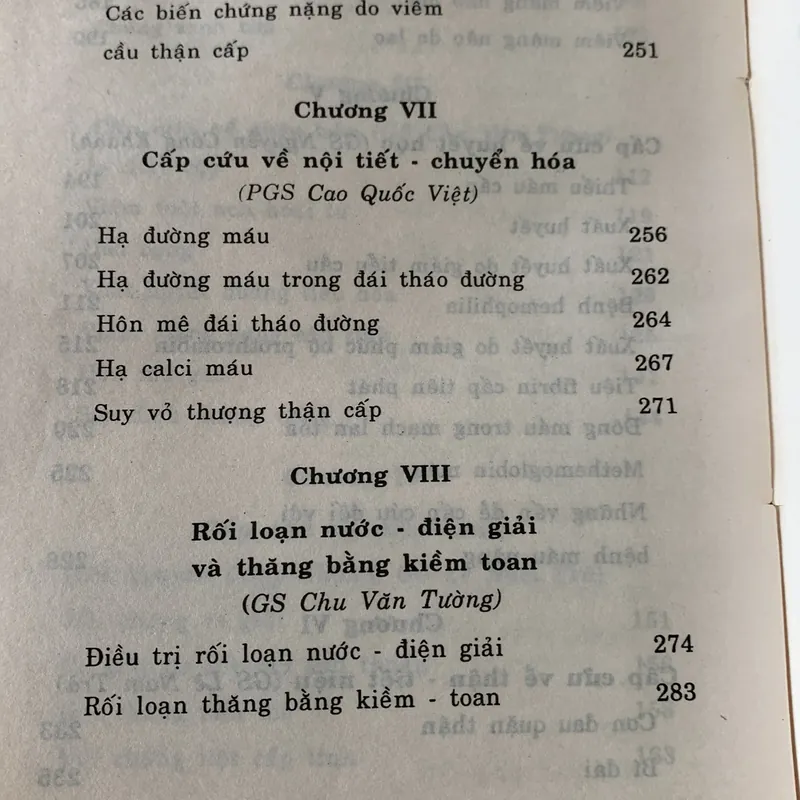 Các biến chứng nặng do viêm
cầu thận cấp 251
Chương VII
Cấp cứu về nội tiết - chuyển hóa
(PGS Cao Quốc Việt)
Hạ đường máu 256
Hạ đường máu trong đái tháo đường 262
Hôn mê đái tháo đường 264
Hạ calci máu 267
Suy vỏ thượng thận cấp 271
Chương VIII
Rối loạn nước - điện giải
và thăng bằng kiềm toan
(GS Chu Văn Tường)
Điều trị rối loạn nước - điện giải 274
Rối loạn thăng bằng kiềm - toan 283